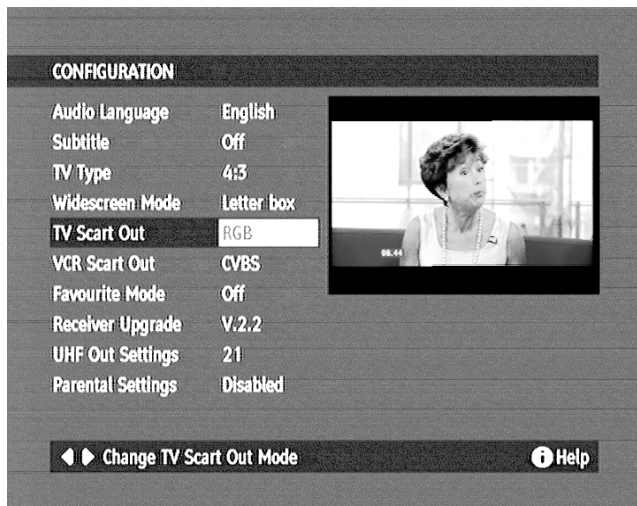 CONFIGURATION
Audio Language English
Subtitle Off
TV Type 4:3
Widescreen Mode Letter box
TV Scart Out RGB
VCR Scart Out CVBS
Favourite Mode Off
Receiver Upgrade V.2.2
UHF Out Settings 21
Parental Settings Disabled
06.44
Change TV Scart Out Mode
i Help